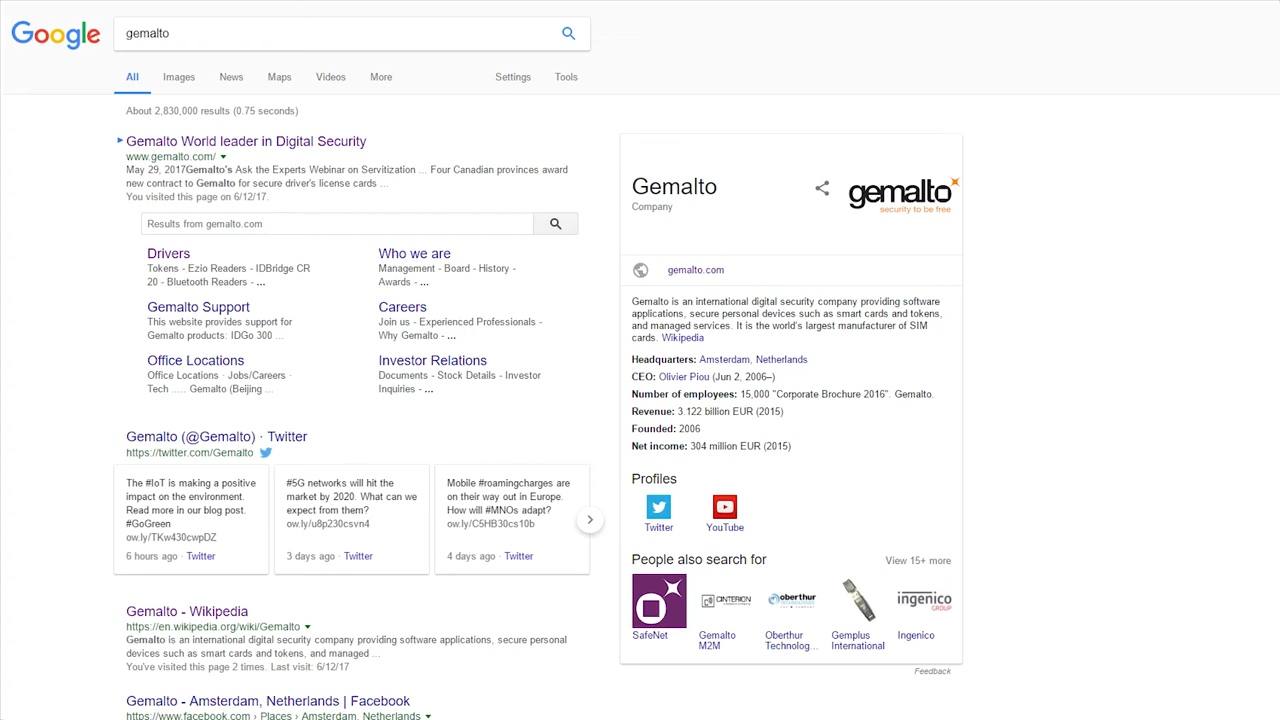 Google
gemalto
All Images News Maps Videos More Settings Tools
About 2,830,000 results (0.75 seconds)
Gemalto World leader in Digital Security
www.gemalto.com/
May 29, 2017Gemalto's Ask the Experts Webinar on Servitization ... Four Canadian provinces award
new contract to Gemalto for secure driver's license cards ...
You visited this page on 6/12/17.
Results from gemalto.com
Drivers
Tokens - Ezio Readers - IDBridge CR
20 - Bluetooth Readers - ...
Who we are
Management - Board - History -
Awards - ...
Gemalto Support
This website provides support for
Gemalto products: IDGo 300 ...
Careers
Join us - Experienced Professionals -
Why Gemalto - ...
Office Locations
Office Locations · Jobs/Careers ·
Tech ..... Gemalto (Beijing ...
Investor Relations
Documents - Stock Details - Investor
Inquiries - ...
Gemalto (@Gemalto) · Twitter
https://twitter.com/Gemalto
The #IoT is making a positive
impact on the environment.
Read more in our blog post.
#GoGreen
ow.ly/TKw430cwpDZ
6 hours ago · Twitter
#5G networks will hit the
market by 2020. What can we
expect from them?
ow.ly/u8p230csvn4
3 days ago · Twitter
Mobile #roamingcharges are
on their way out in Europe.
How will #MNOs adapt?
ow.ly/C5HB30cs10b
4 days ago · Twitter
Gemalto - Wikipedia
https://en.wikipedia.org/wiki/Gemalto
Gemalto is an international digital security company providing software applications, secure personal
devices such as smart cards and tokens, and managed ...
You've visited this page 2 times. Last visit: 6/12/17
Gemalto - Amsterdam, Netherlands | Facebook
https://www.facebook.com › Places › Amsterdam, Netherlands
Gemalto
Company
gemalto
security to be free
gemalto.com
Gemalto is an international digital security company providing software
applications, secure personal devices such as smart cards and tokens,
and managed services. It is the world's largest manufacturer of SIM
cards. Wikipedia
Headquarters: Amsterdam, Netherlands
CEO: Olivier Piou (Jun 2, 2006–)
Number of employees: 15,000 "Corporate Brochure 2016". Gemalto.
Revenue: 3.122 billion EUR (2015)
Founded: 2006
Net income: 304 million EUR (2015)
Profiles
Twitter YouTube
People also search for View 15+ more
CINTERION
oberthur
TECHNOLOGIES
ingenico
GROUP
SafeNet
Gemalto
M2M
Oberthur
Technolog...
Gemplus
International
Ingenico
Feedback